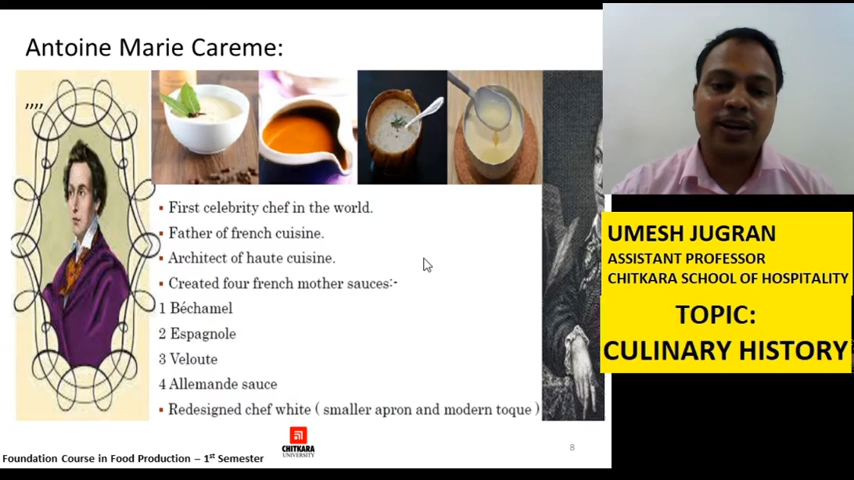 Antoine Marie Careme:
,,,,
▪ First celebrity chef in the world.
▪ Father of french cuisine.
▪ Architect of haute cuisine.
▪ Created four french mother sauces:-
1 Béchamel
2 Espagnole
3 Veloute
4 Allemande sauce
▪ Redesigned chef white ( smaller apron and modern toque )
Foundation Course in Food Production – 1st Semester
CHITKARA
UNIVERSITY
8
UMESH JUGRAN
ASSISTANT PROFESSOR
CHITKARA SCHOOL OF HOSPITALITY
TOPIC:
CULINARY HISTORY